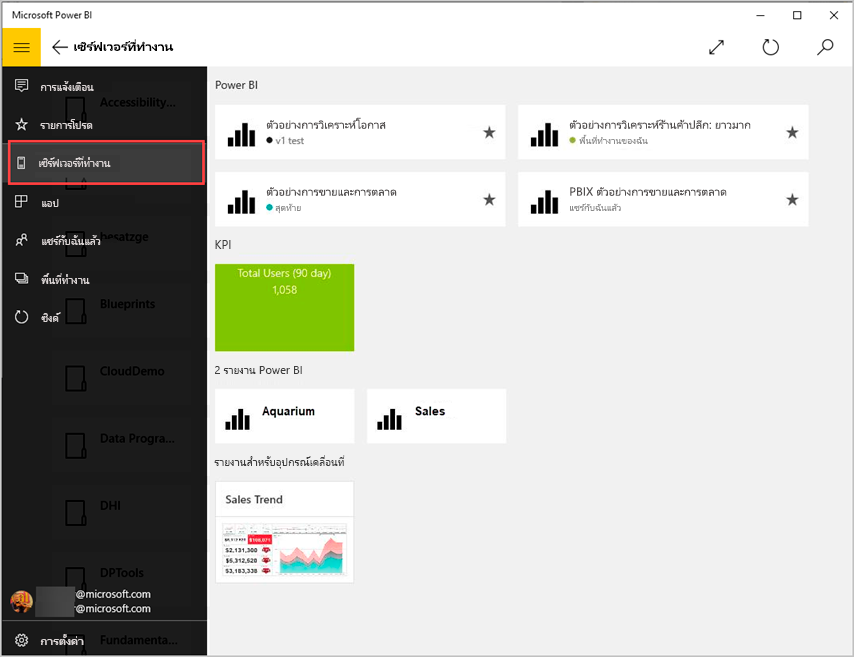 Microsoft Power BI
เซิร์ฟเวอร์ที่ทำงาน
การแจ้งเตือน
Accessibility...
รายการโปรด
เซิร์ฟเวอร์ที่ทำงาน
แอป
besatzge
แชร์กับฉันแล้ว
พื้นที่ทำงาน
Blueprints
ซิงค์
CloudDemo
Data Progra...
DHI
DPTools
@microsoft.com
@microsoft.com
การตั้งค่า
Fundamenta...
Power BI
ตัวอย่างการวิเคราะห์โอกาส
v1 test
ตัวอย่างการวิเคราะห์ร้านค้าปลีก: ยาวมาก
พื้นที่ทำงานของฉัน
ตัวอย่างการขายและการตลาด
สุดท้าย
PBIX ตัวอย่างการขายและการตลาด
แชร์กับฉันแล้ว
KPI
Total Users (90 day)
1,058
2 รายงาน Power BI
Aquarium
Sales
รายงานสำหรับอุปกรณ์เคลื่อนที่
Sales Trend
$2,131,300
$5,312,520
$3,183,338